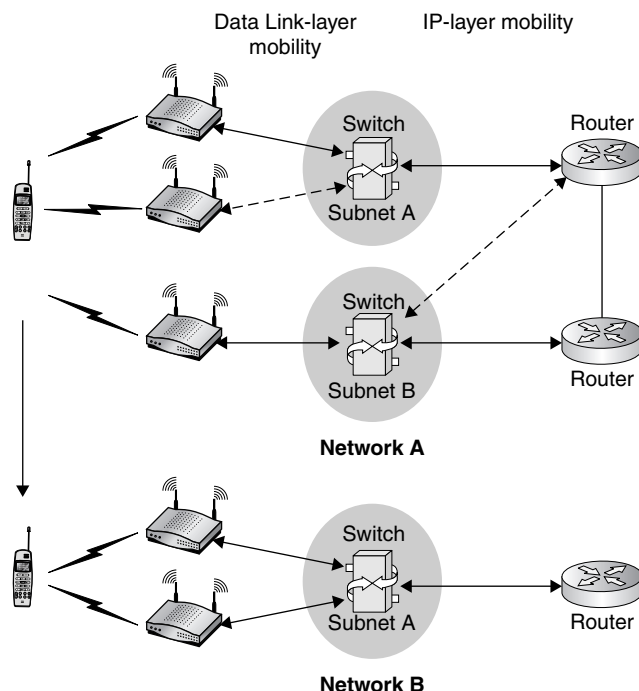 Data Link-layer
mobility
IP-layer mobility
Switch
Subnet A
Router
Switch
Subnet B
Router
Network A
Switch
Subnet A
Router
Network B